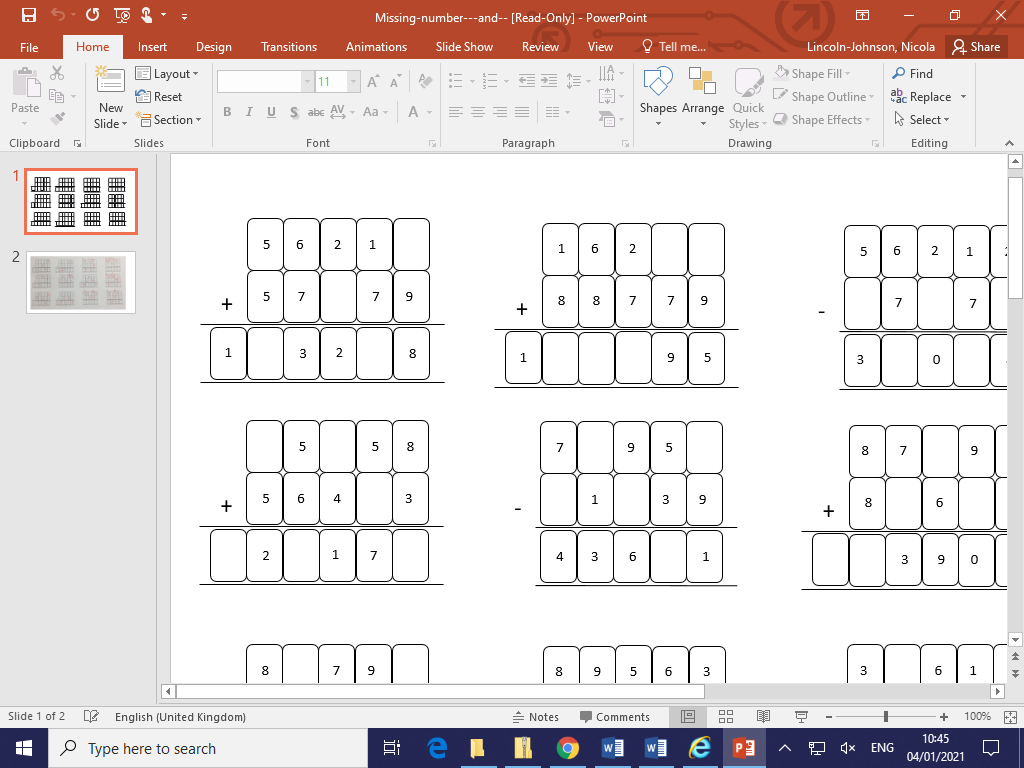 Missing-number---and-- [Read-Only] - PowerPoint
File Home Insert Design Transitions Animations Slide Show Review View Tell me... Lincoln-Johnson, Nicola Share
Paste
New Slide
Layout
Reset
Section
11
B I U S abc AV Aa A
Shapes Arrange Quick Styles
Shape Fill
Shape Outline
Shape Effects
Find
Replace
Select
Clipboard Slides Font Paragraph Drawing Editing
1
2
5 6 2 1
+ 5 7 7 9
1 3 2 8
1 6 2
+ 8 8 7 7 9
1 9 5
5 6 2 1 2
- 7 7
3 0
5 5 8
+ 5 6 4 3
2 1 7
7 9 5
- 1 3 9
4 3 6 1
8 7 9
+ 8 6
3 9 0
8 7 9
8 9 5 6 3
3 6 1
Slide 1 of 2 English (United Kingdom) Notes Comments 100%
Type here to search
ENG
10:45
04/01/2021